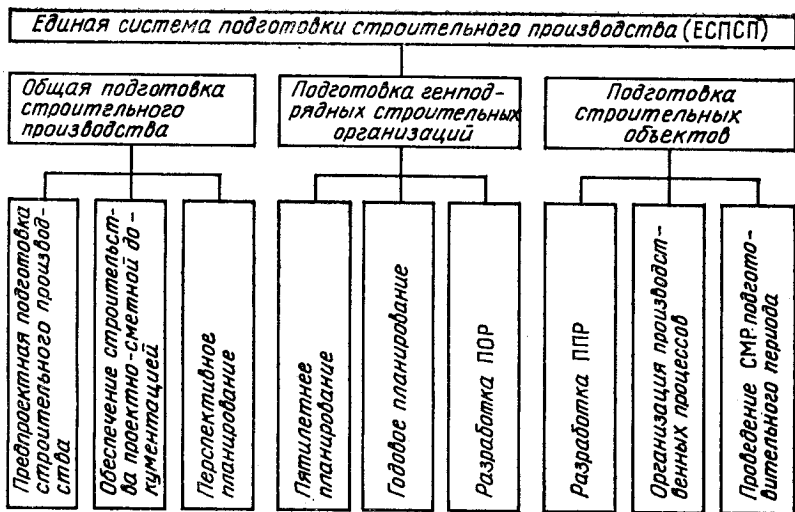 Единая система подготовки строительного производства (ЕСПСП)
Общая подготовка
строительного
производства
Подготовка генпод-
рядных строительных
организаций
Подготовка
строительных
объектов
Предпроектная подготовка
строительного производ-
ства
Обеспечение строительст-
ва проектно-сметной до-
кументацией
Перспективное
планирование
Пятилетнее
планирование
Годовое планирование
Разработка ПОР
Разработка ППР
Организация производст-
венных процессов
Проведение СМР подгото-
вительного периода